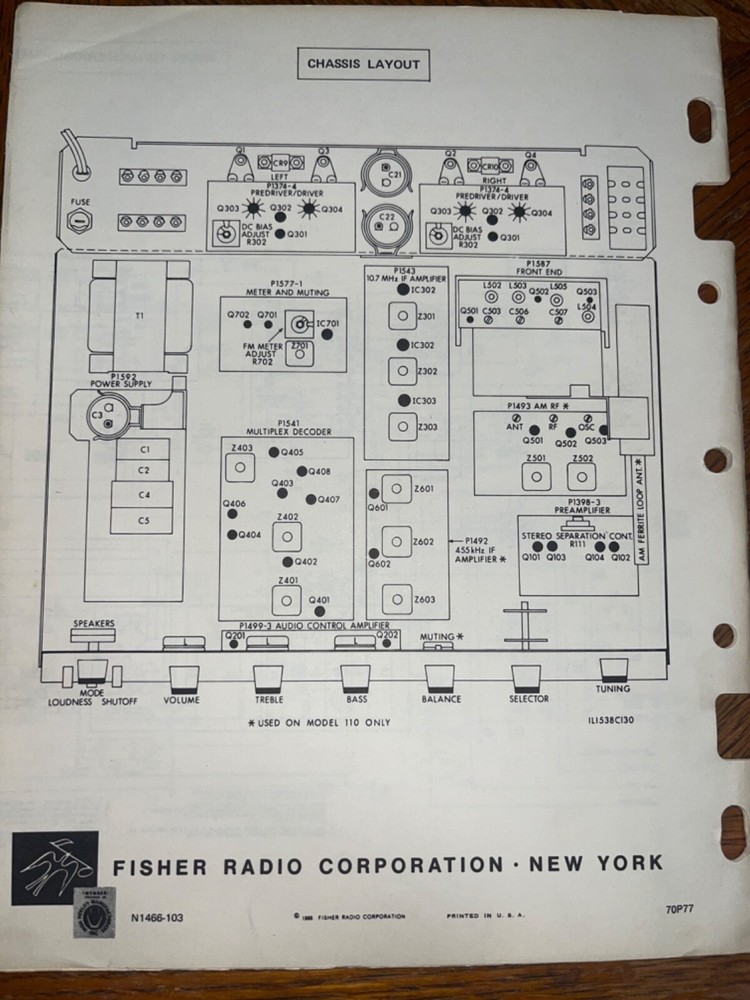 CHASSIS LAYOUT
Q1
CR9
Q3
LEFT
P1374-4
PREDRIVER/DRIVER
Q303
Q302
Q304
DC BIAS
ADJUST
R302
Q301
C21
C22
Q2
CR10
Q4
RIGHT
P1374-4
PREDRIVER/DRIVER
Q303
Q302
Q304
DC BIAS
ADJUST
R302
Q301
FUSE
T1
P1577-1
METER AND MUTING
Q702 Q701
IC701
FM METER
ADJUST
R702
Z701
P1543
10.7 MHz IF AMPLIFIER
IC302
Z301
IC302
Z302
IC303
Z303
P1587
FRONT END
L502 L503 L505
Q502 Q503
L504
Q501 C503 C506 C507
P1592
POWER SUPPLY
C3
C1
C2
C4
C5
P1541
MULTIPLEX DECODER
Z403
Q405
Q408
Q403
Q407
Q406
Z402
Q404
Q402
Z401
Q401
Z601
Q601
Z602
Q602
Z603
P1492
455kHz IF
AMPLIFIER *
P1493 AM RF *
ANT RF OSC
Q501 Q502 Q503
Z501 Z502
AM FERRITE LOOP ANT. *
P1398-3
PREAMPLIFIER
STEREO SEPARATION CONT.
R111
Q101 Q103 Q104 Q102
P1499-3 AUDIO CONTROL AMPLIFIER
Q201
Q202
SPEAKERS
MUTING *
MODE
LOUDNESS SHUTOFF
VOLUME
TREBLE
BASS
BALANCE
SELECTOR
TUNING
* USED ON MODEL 110 ONLY
IL1538C130
FISHER RADIO CORPORATION · NEW YORK
N1466-103
FISHER RADIO CORPORATION
PRINTED IN U. S. A.
70P77